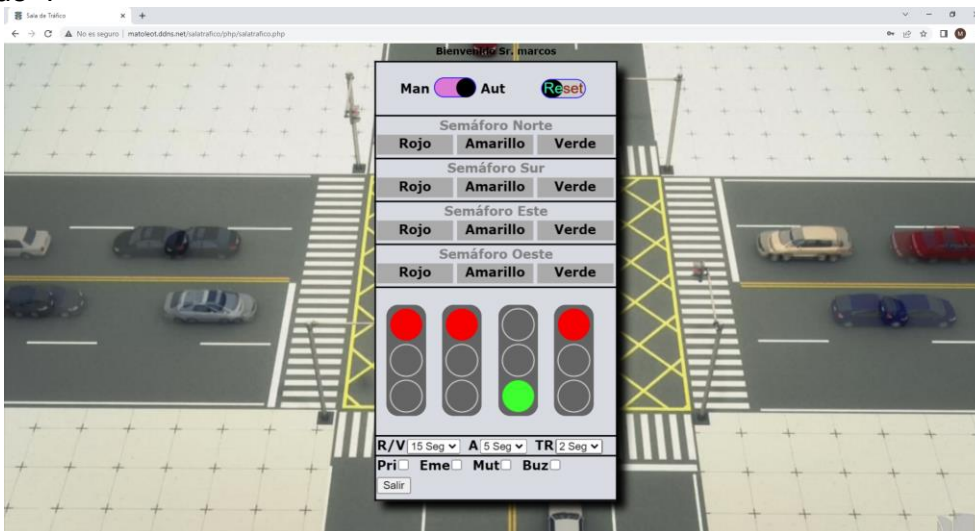 Sala de Tráfico
No es seguro | matoleot.ddns.net/salatrafico/php/salatrafico.php
Bienvenido Sr. marcos
Man Aut Reset
Semáforo Norte
Rojo Amarillo Verde
Semáforo Sur
Rojo Amarillo Verde
Semáforo Este
Rojo Amarillo Verde
Semáforo Oeste
Rojo Amarillo Verde
R/V 15 Seg A 5 Seg TR 2 Seg
Pri Eme Mut Buz
Salir